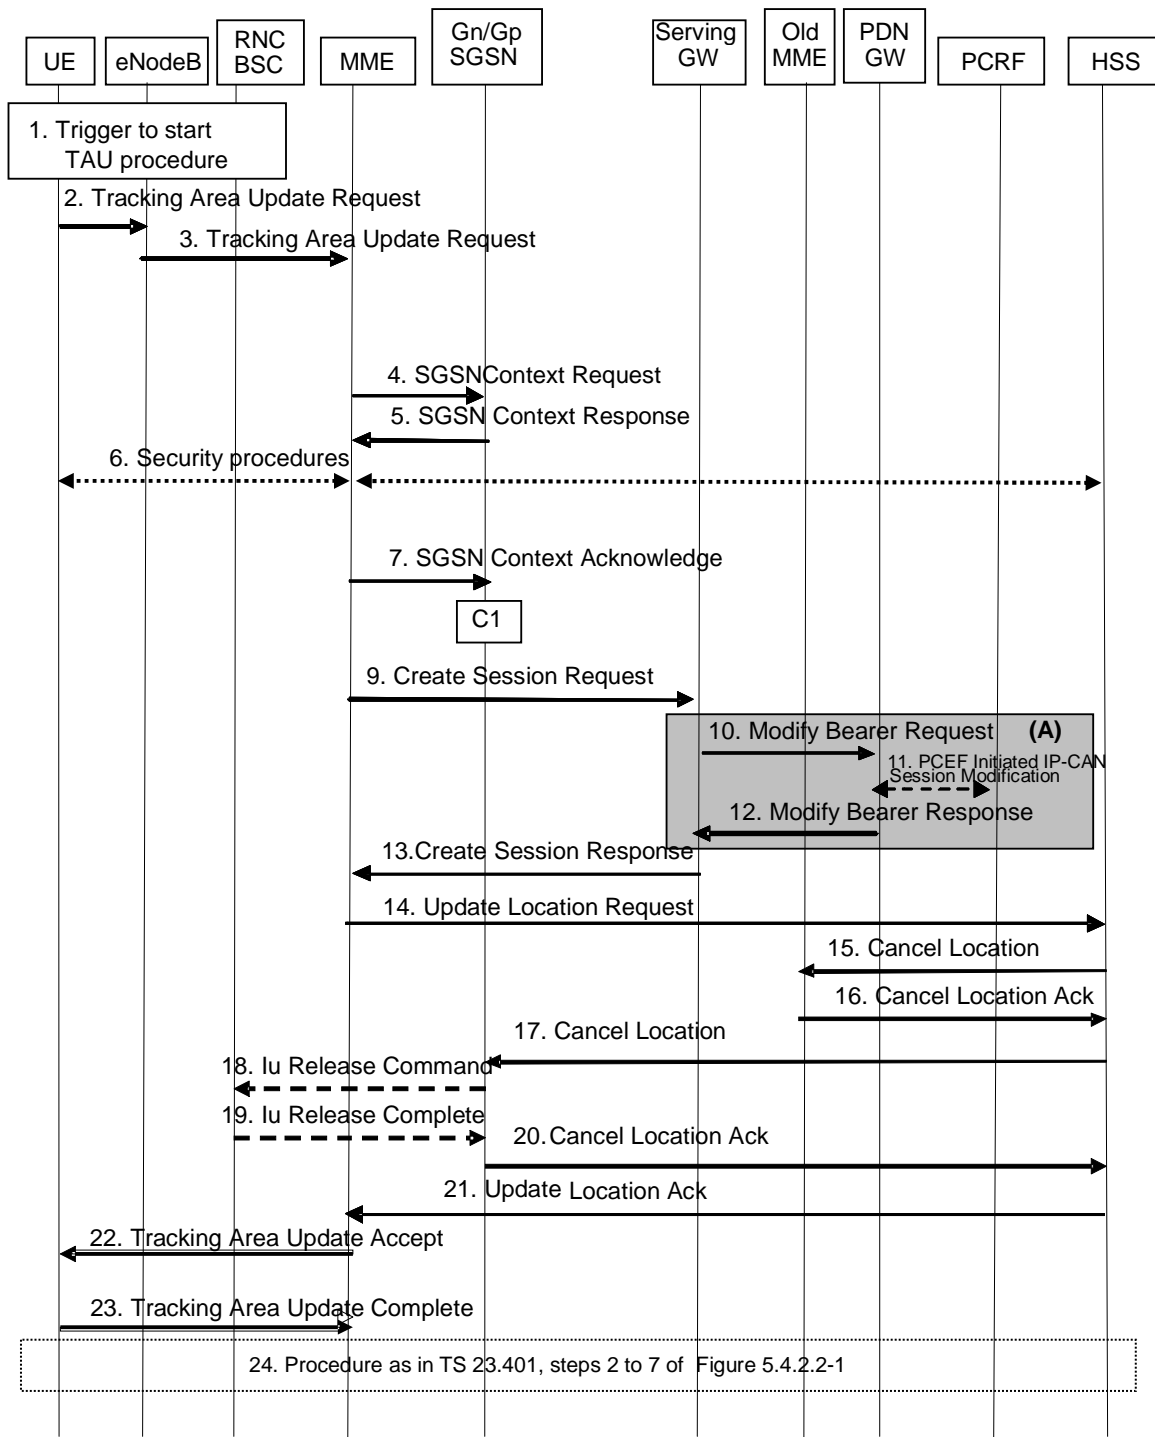 UE
eNodeB
RNC
BSC
MME
Gn/Gp
SGSN
Serving
GW
Old
MME
PDN
GW
PCRF
HSS
1. Trigger to start
TAU procedure
2. Tracking Area Update Request
3. Tracking Area Update Request
4. SGSNContext Request
5. SGSN Context Response
6. Security procedures
7. SGSN Context Acknowledge
C1
9. Create Session Request
10. Modify Bearer Request (A)
11. PCEF Initiated IP-CAN
Session Modification
12. Modify Bearer Response
13.Create Session Response
14. Update Location Request
15. Cancel Location
16. Cancel Location Ack
17. Cancel Location
18. Iu Release Command
19. Iu Release Complete
20.Cancel Location Ack
21. Update Location Ack
22. Tracking Area Update Accept
23. Tracking Area Update Complete
24. Procedure as in TS 23.401, steps 2 to 7 of Figure 5.4.2.2-1